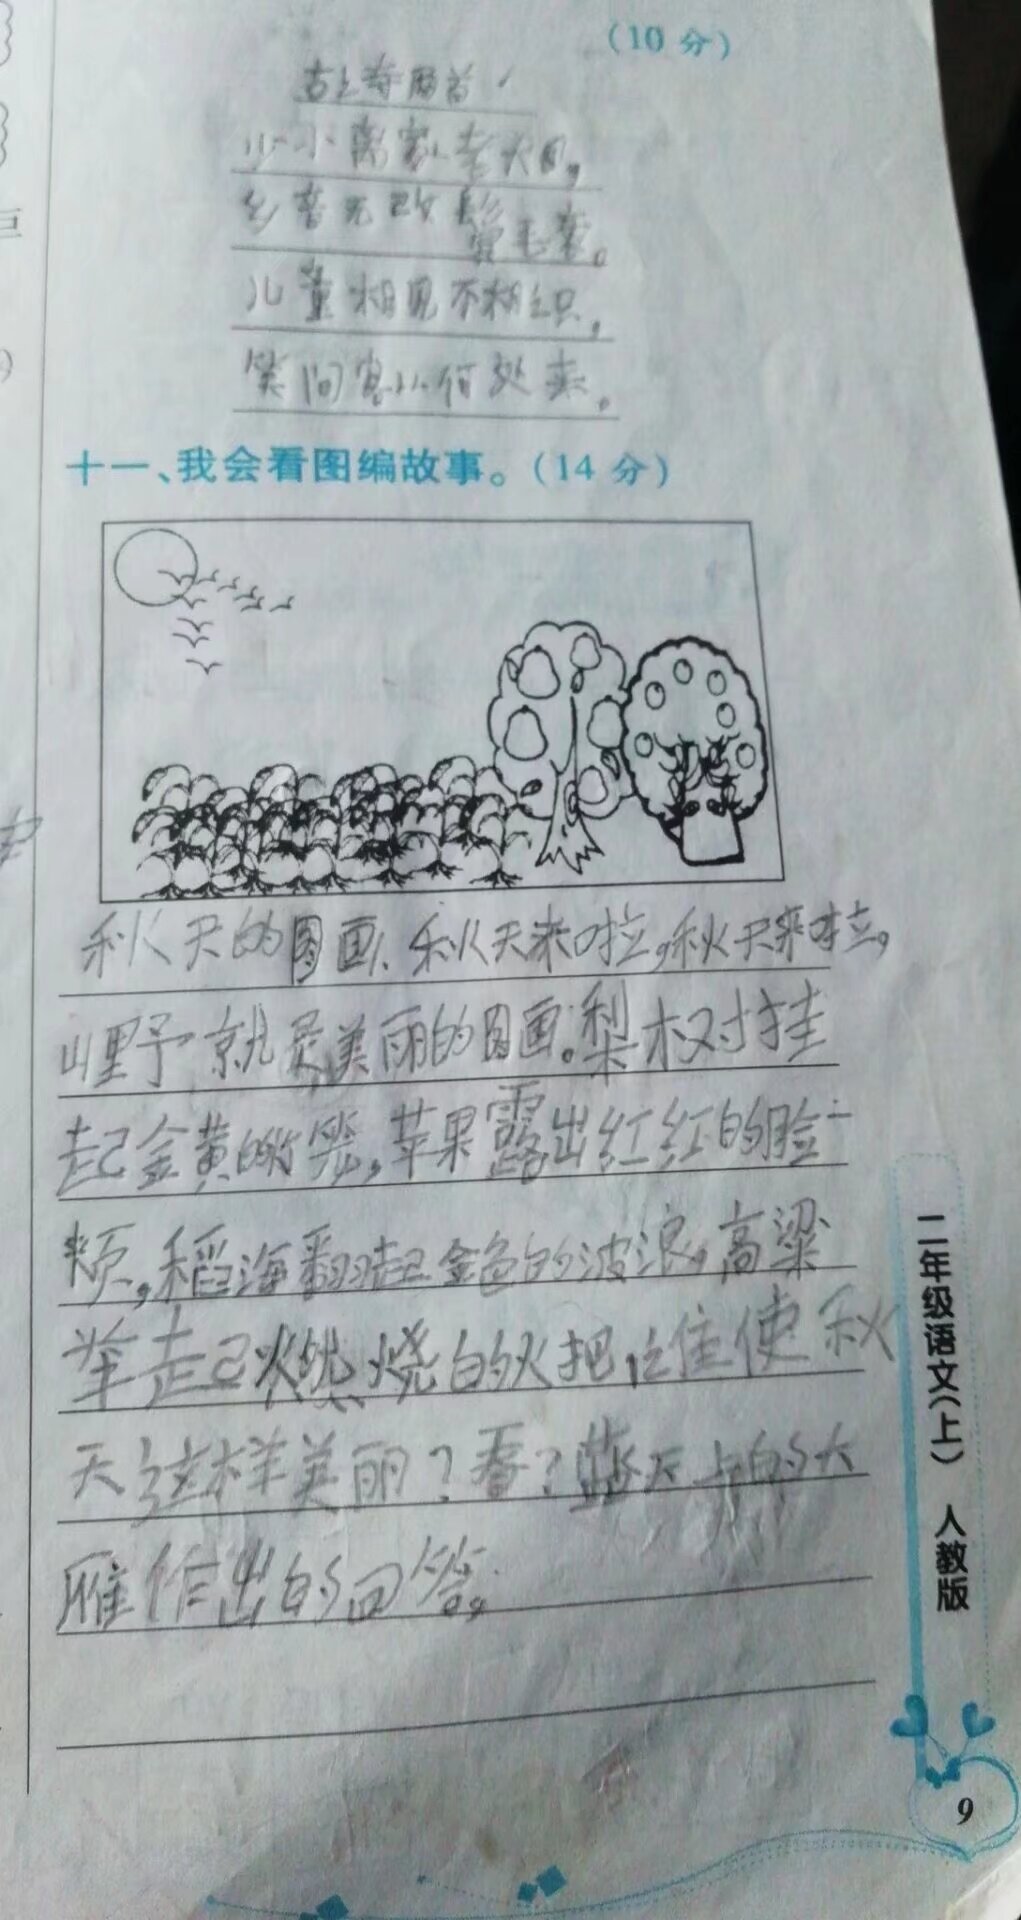 （10 分）
古诗两首
少小离家老大回，
乡音无改鬓毛衰。
儿童相见不相识，
笑问客从何处来。
十一、我会看图编故事。（14 分）
秋天的图画.秋天来啦，秋天来啦，
山野就是美丽的图画。梨树挂
起金黄的灯笼，苹果露出红红的脸
颊，稻海翻起金色的波浪，高粱
举起燃烧的火把。谁使秋
天这样美丽？看？蓝天上的大
雁作出的回答。
二年级语文（上） 人教版
9